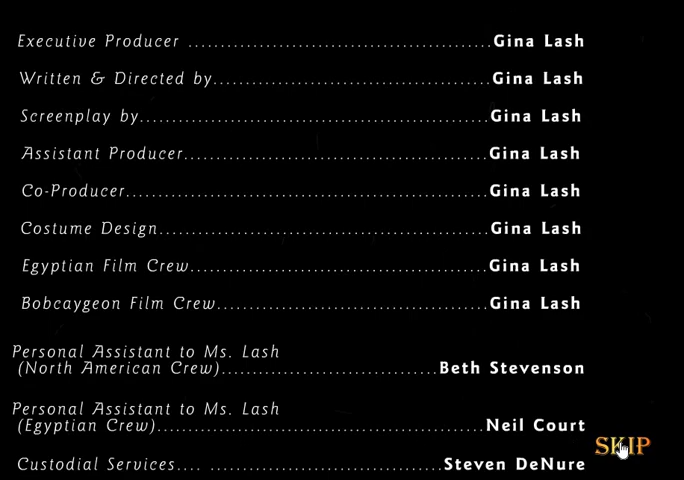 Executive Producer ........................................Gina Lash
Written & Directed by.....................................Gina Lash
Screenplay by..............................................Gina Lash
Assistant Producer........................................Gina Lash
Co-Producer................................................Gina Lash
Costume Design............................................Gina Lash
Egyptian Film Crew........................................Gina Lash
Bobcaygeon Film Crew.....................................Gina Lash
Personal Assistant to Ms. Lash
(North American Crew).............................Beth Stevenson
Personal Assistant to Ms. Lash
(Egyptian Crew)...........................................Neil Court
SKIP
Custodial Services.... ...............................Steven DeNure